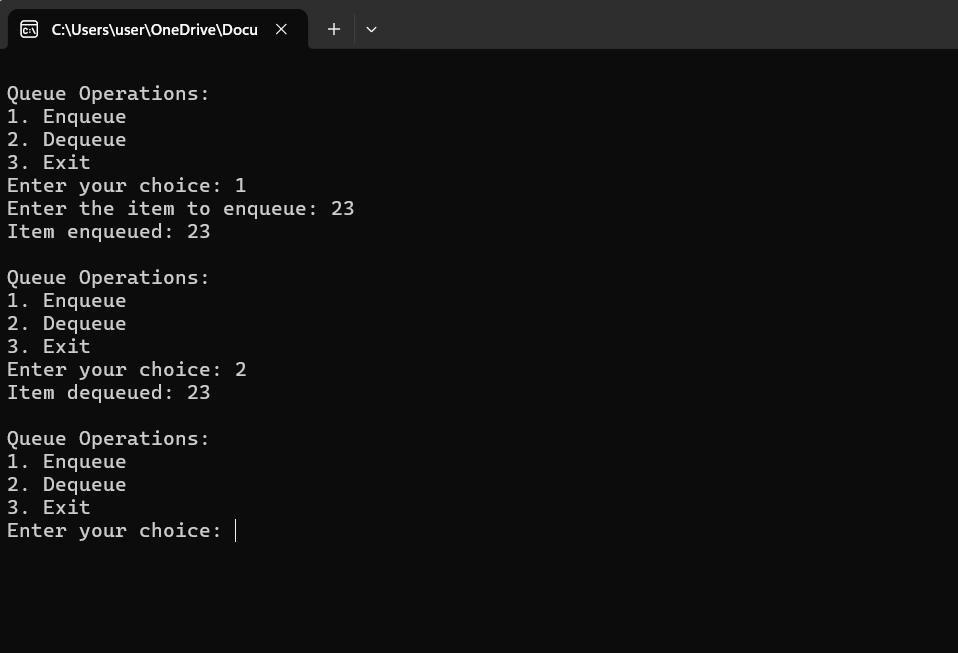 C:\Users\user\OneDrive\Docu
Queue Operations:
1. Enqueue
2. Dequeue
3. Exit
Enter your choice: 1
Enter the item to enqueue: 23
Item enqueued: 23
Queue Operations:
1. Enqueue
2. Dequeue
3. Exit
Enter your choice: 2
Item dequeued: 23
Queue Operations:
1. Enqueue
2. Dequeue
3. Exit
Enter your choice: